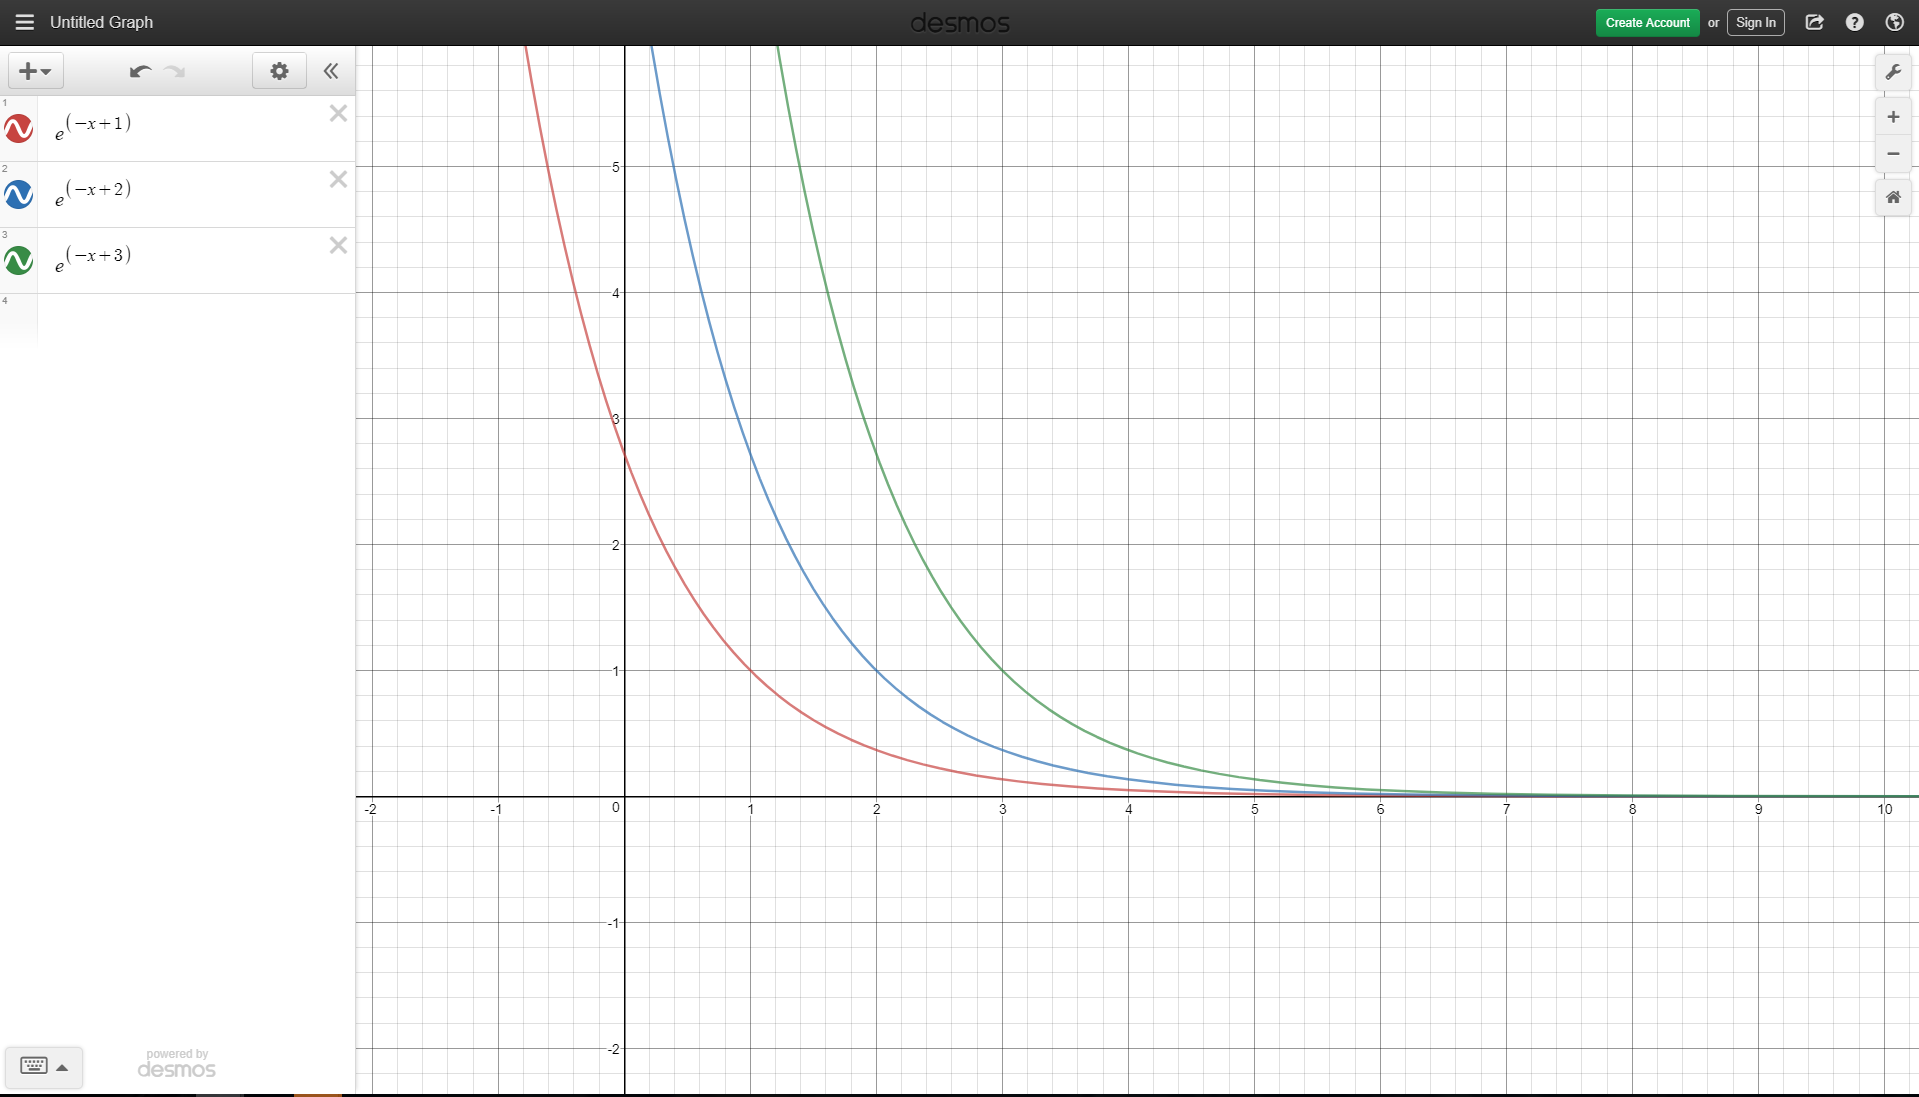 Untitled Graph
desmos
Create Account or Sign In
1
e^(−x+1)
2
e^(−x+2)
3
e^(−x+3)
4
5
4
3
2
1
-2 -1 0 1 2 3 4 5 6 7 8 9 10
-1
-2
powered by
desmos